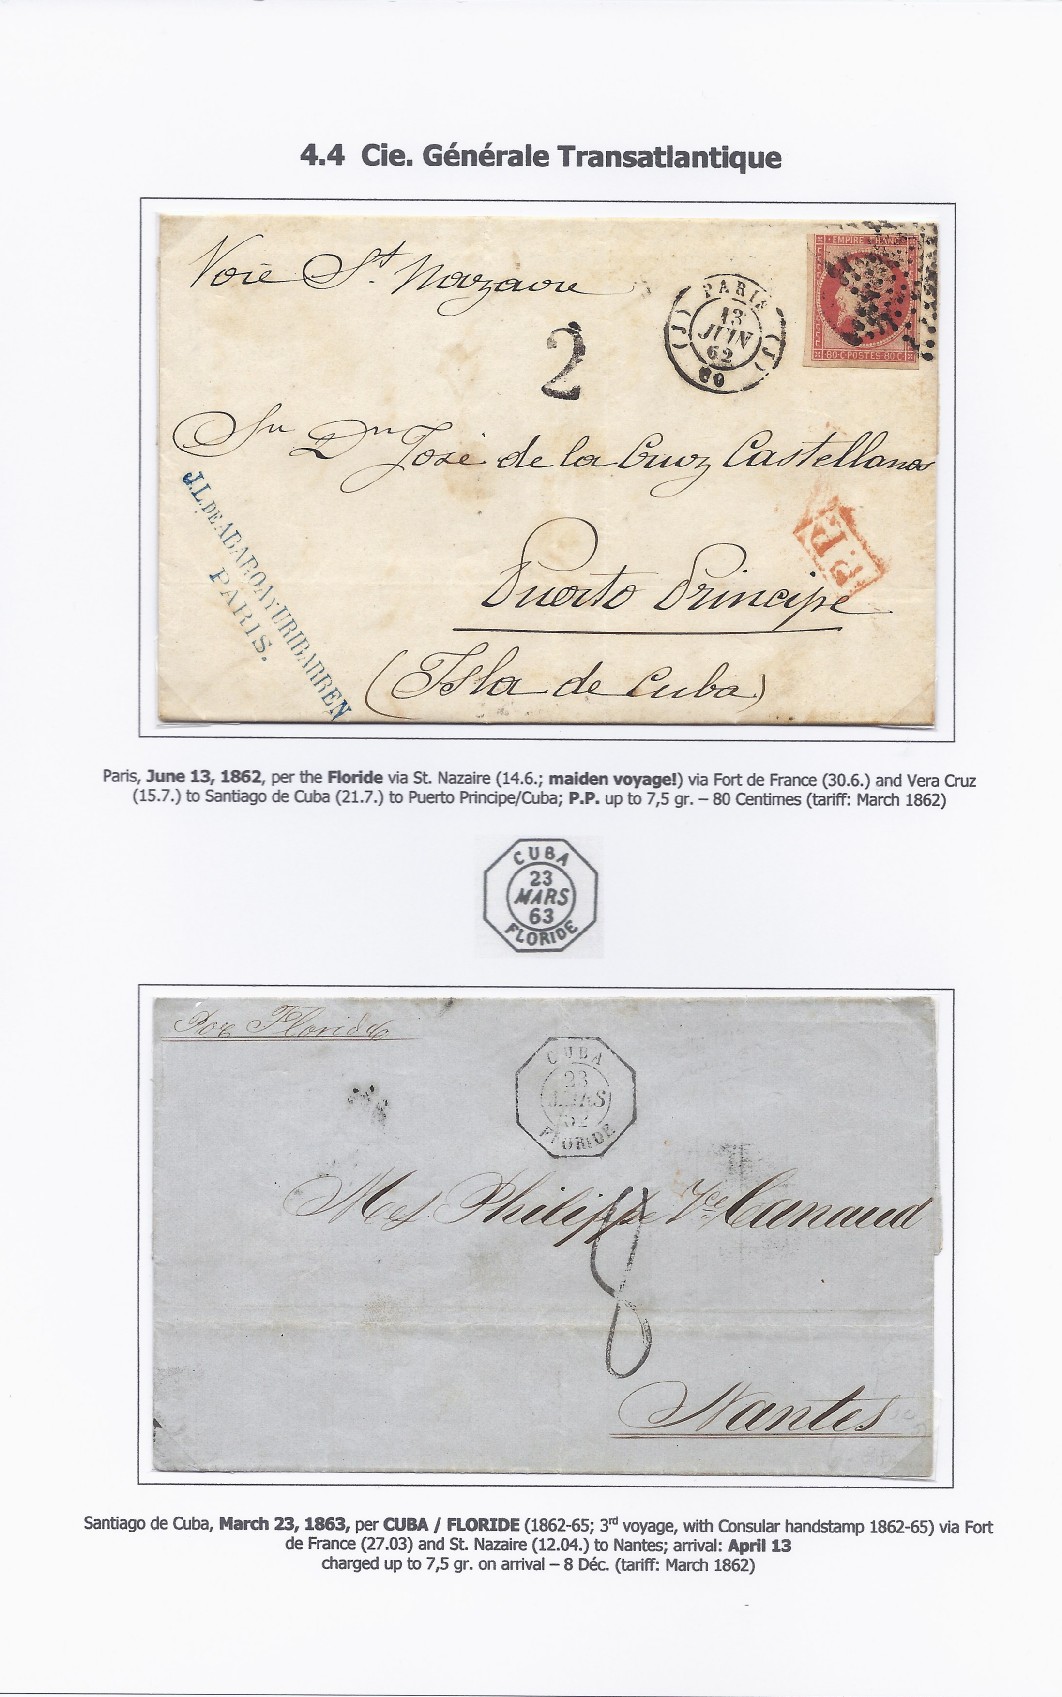 4.4 Cie. Générale Transatlantique
Voie St. Nazaire
EMPIRE FRANC
80-C-POSTES 80C
PARIS
(J) (J)
13
JUIN
62
60
2
Sn Dn José de la Cruz Castellanos
J.L. DE ABAROA Y URIBARREN
PARIS.
P.P.
Puerto Principe
(Isla de Cuba)
Paris, June 13, 1862, per the Floride via St. Nazaire (14.6.; maiden voyage!) via Fort de France (30.6.) and Vera Cruz
(15.7.) to Santiago de Cuba (21.7.) to Puerto Principe/Cuba; P.P. up to 7,5 gr. – 80 Centimes (tariff: March 1862)
CUBA
23
MARS
63
FLORIDE
Por Floride
CUBA
23
MARS
62
FLORIDE
Philippe Vce Canaud
8
Nantes
Santiago de Cuba, March 23, 1863, per CUBA / FLORIDE (1862-65; 3rd voyage, with Consular handstamp 1862-65) via Fort
de France (27.03) and St. Nazaire (12.04.) to Nantes; arrival: April 13
charged up to 7,5 gr. on arrival – 8 Déc. (tariff: March 1862)